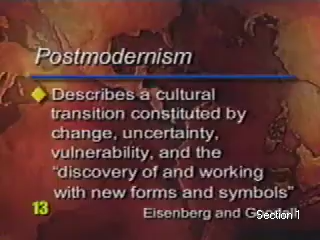 Postmodernism
Describes a cultural
transition constituted by
change, uncertainty,
vulnerability, and the
"discovery of and working
with new forms and symbols"
13
Eisenberg and
Section 1